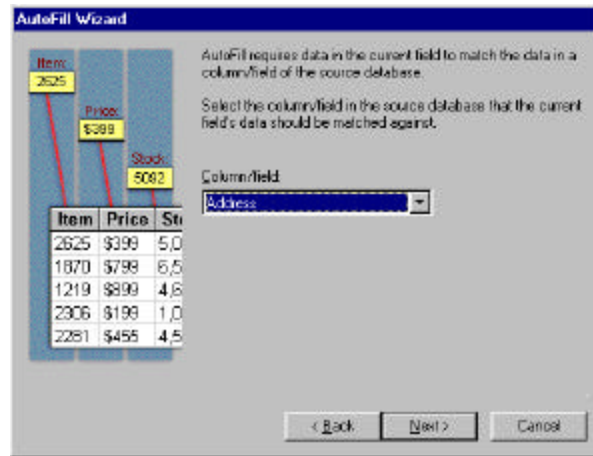 AutoFill Wizard
AutoFill requires data in the current field to match the data in a
column/field of the source database.
Select the column/field in the source database that the current
field's data should be matched against.
Column/field:
Address
Item:
2625
Price:
$399
Stock:
5092
Item Price Sto
2625 $399 5,0
1870 $799 6,5
1219 $899 4,6
2306 $199 1,0
2281 $455 4,5
< Back Next > Cancel